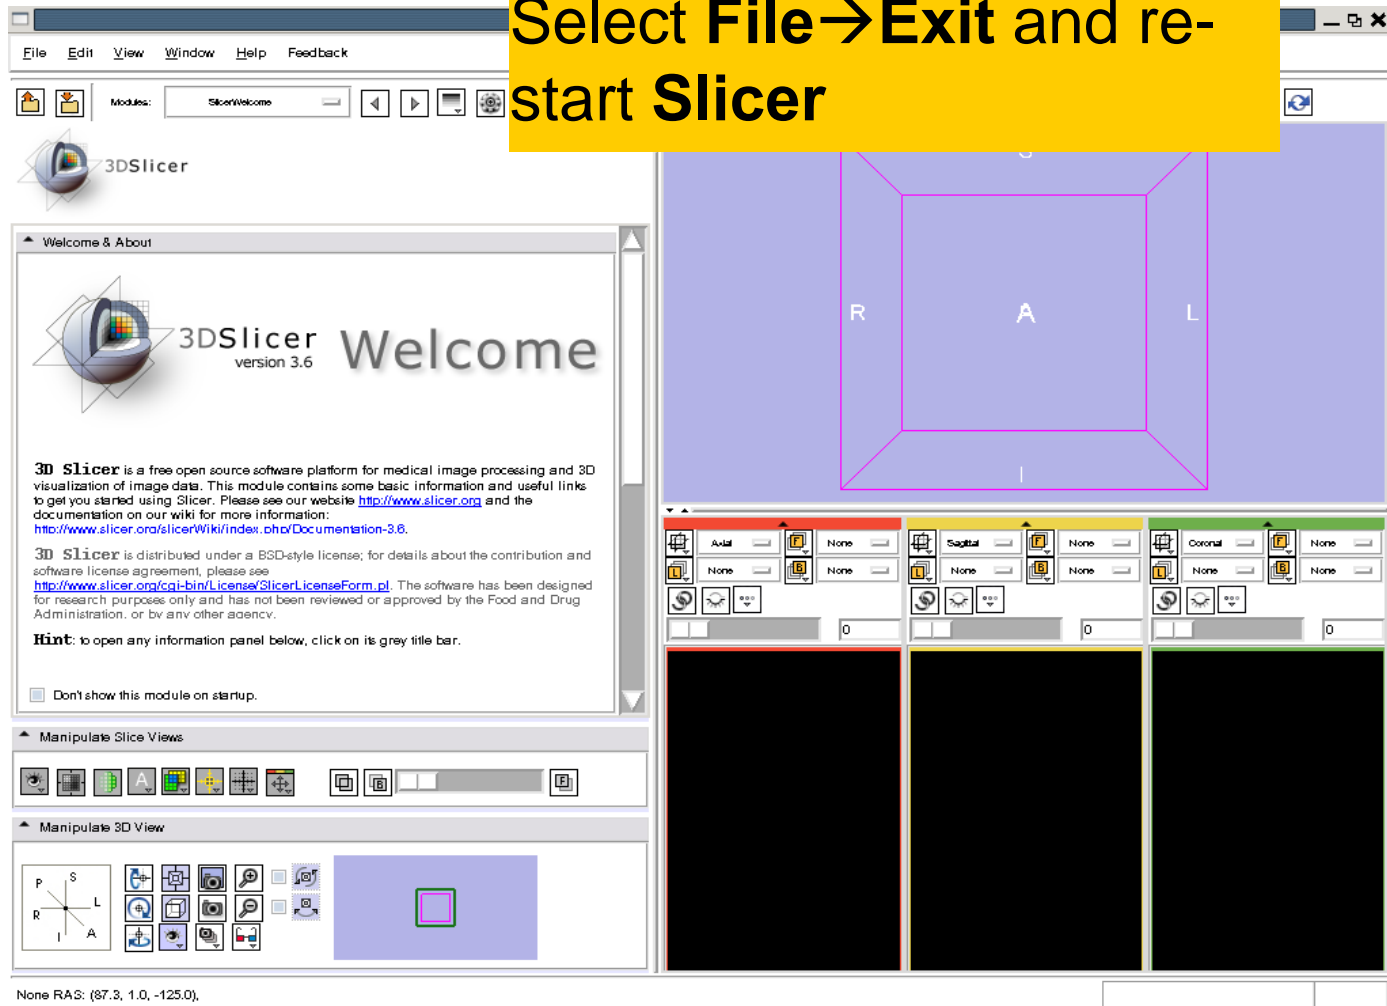 Select File→Exit and re-
start Slicer
File Edit View Window Help Feedback
Modules: SlicerWelcome
3DSlicer
Welcome & About
3DSlicer
version 3.6
Welcome
3D Slicer is a free open source software platform for medical image processing and 3D
visualization of image data. This module contains some basic information and useful links
to get you started using Slicer. Please see our website http://www.slicer.org and the
documentation on our wiki for more information:
http://www.slicer.org/slicerWiki/index.php/Documentation-3.6.
3D Slicer is distributed under a BSD-style license; for details about the contribution and
software license agreement, please see
http://www.slicer.org/cgi-bin/License/SlicerLicenseForm.pl. The software has been designed
for research purposes only and has not been reviewed or approved by the Food and Drug
Administration, or by any other agency.
Hint: to open any information panel below, click on its grey title bar.
Don't show this module on startup.
Manipulate Slice Views
A
B
F
Manipulate 3D View
P S
R L
I A
None RAS: (87.3, 1.0, -125.0),
S
R A L
I
Axial F None
L None B None
0
Sagittal F None
L None B None
0
Coronal F None
L None B None
0